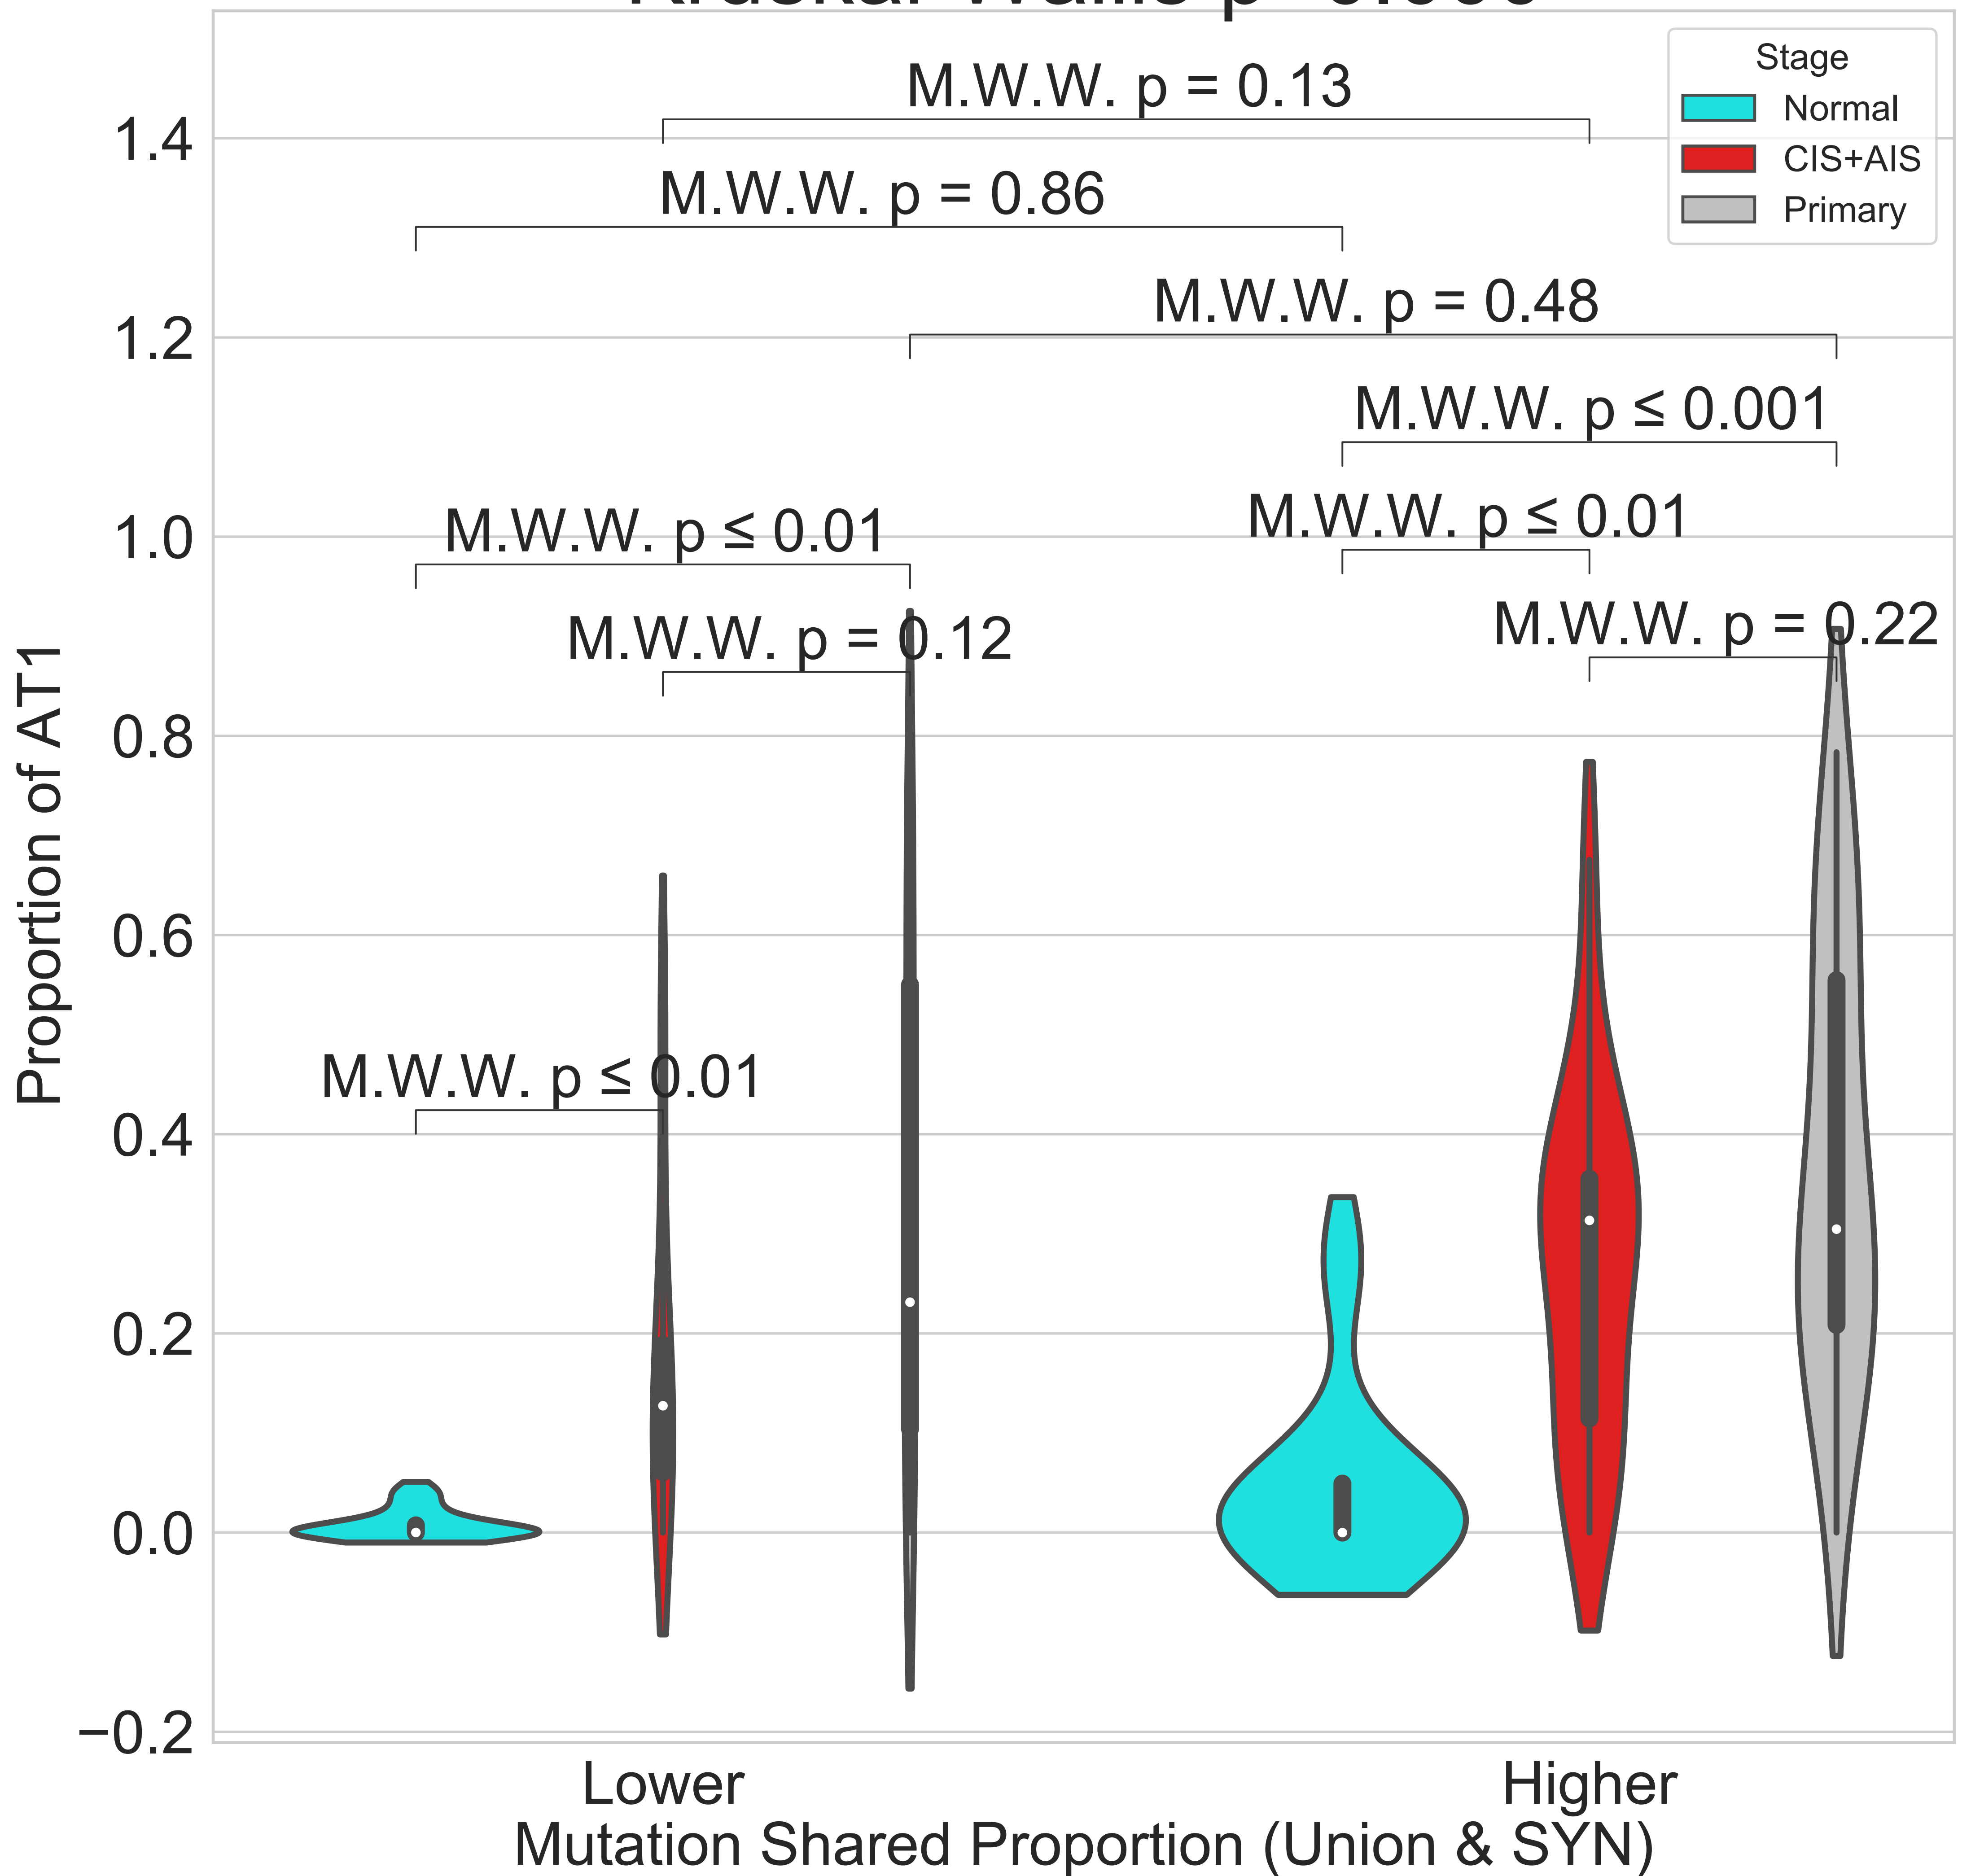 Stage
Normal
CIS+AIS
Primary
M.W.W. p = 0.13
M.W.W. p = 0.86
M.W.W. p = 0.48
M.W.W. p ≤ 0.001
M.W.W. p ≤ 0.01
M.W.W. p ≤ 0.01
M.W.W. p = 0.12
M.W.W. p = 0.22
M.W.W. p ≤ 0.01
1.4
1.2
1.0
0.8
0.6
0.4
0.2
0.0
−0.2
Proportion of AT1
Lower
Higher
Mutation Shared Proportion (Union & SYN)